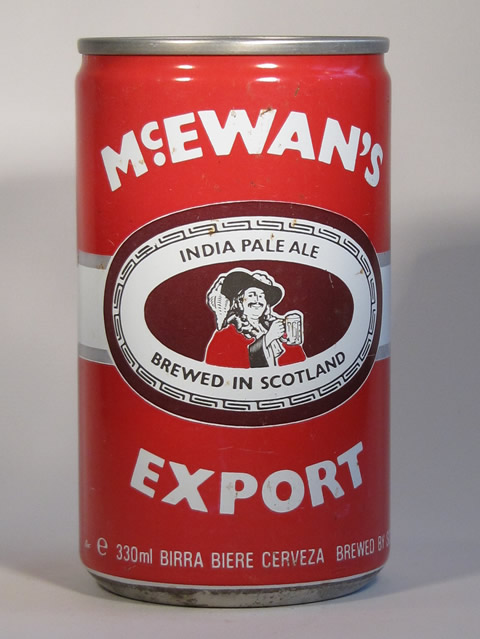 McEWAN'S
INDIA PALE ALE
BREWED IN SCOTLAND
EXPORT
e 330ml BIRRA BIERE CERVEZA BREWED BY